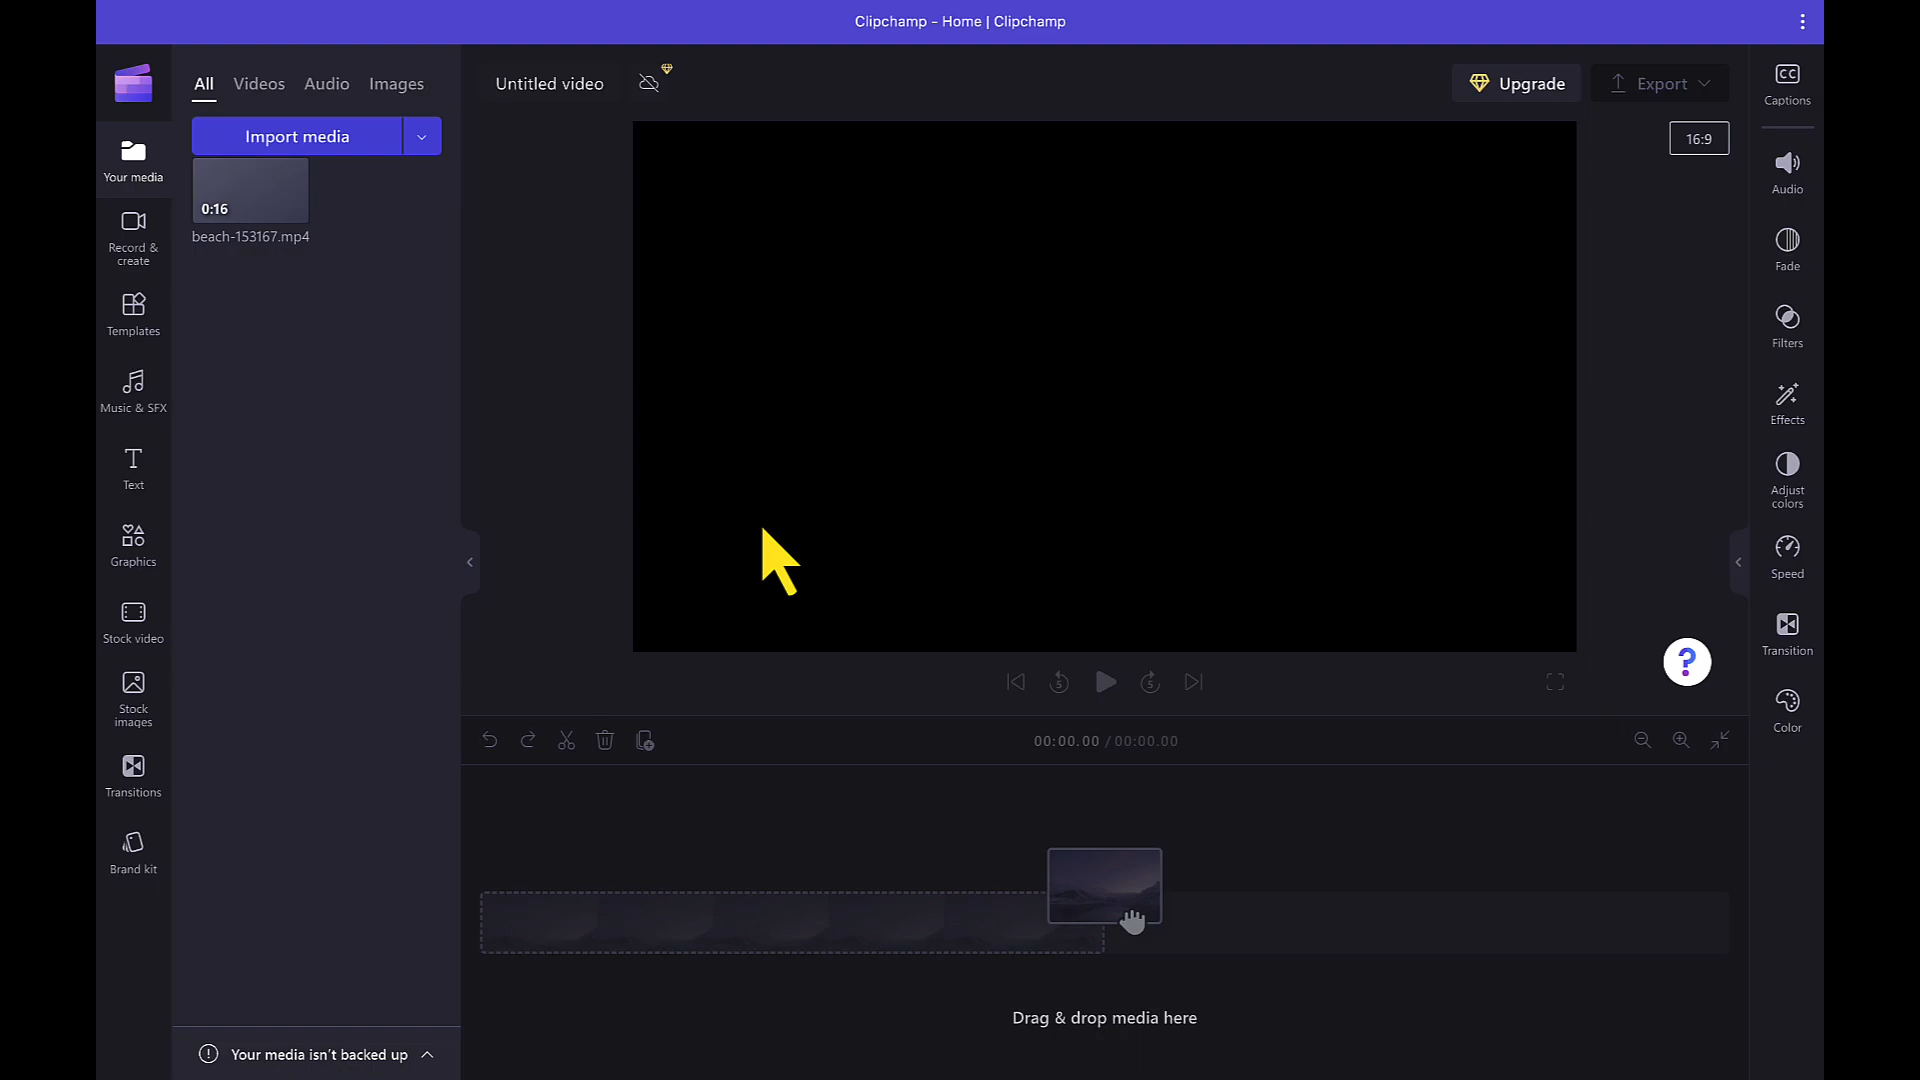 Clipchamp - Home | Clipchamp
All Videos Audio Images
Untitled video
Upgrade
Export
Import media
16:9
0:16
beach-153167.mp4
Your media
Record &
create
Templates
Music & SFX
Text
Graphics
Stock video
Stock
images
Transitions
Brand kit
CC
Captions
Audio
Fade
Filters
Effects
Adjust
colors
Speed
Transition
Color
?
5
5
00:00.00 / 00:00.00
Drag & drop media here
Your media isn't backed up